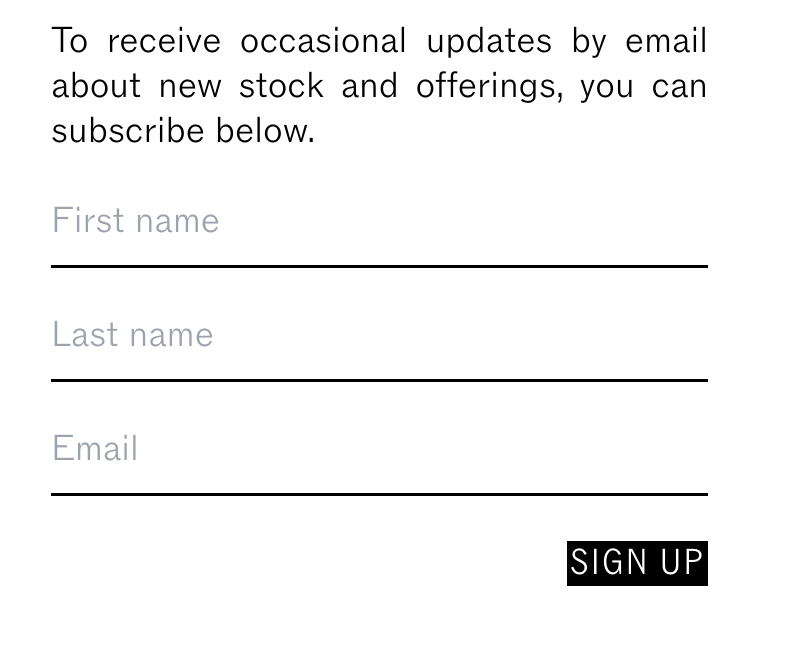 To receive occasional updates by email
about new stock and offerings, you can
subscribe below.
First name
Last name
Email
SIGN UP